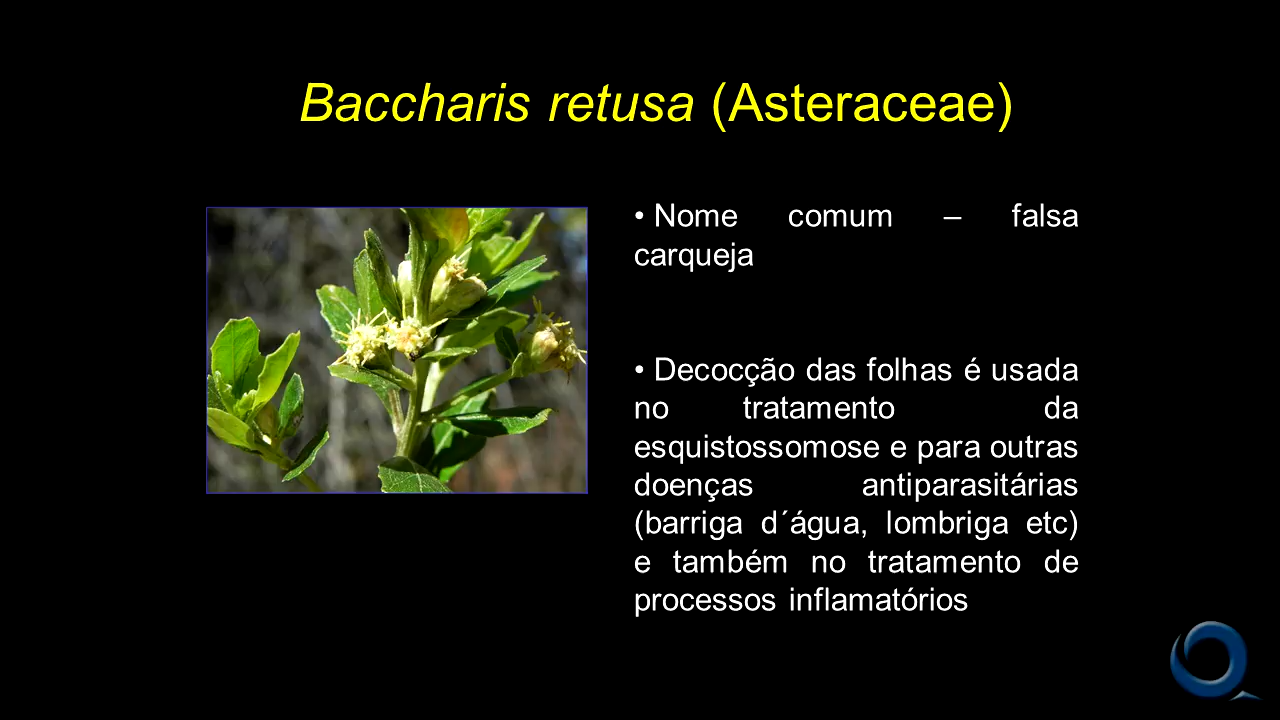 Baccharis retusa (Asteraceae)
• Nome comum – falsa
carqueja
• Decocção das folhas é usada
no tratamento da
esquistossomose e para outras
doenças antiparasitárias
(barriga d´água, lombriga etc)
e também no tratamento de
processos inflamatórios